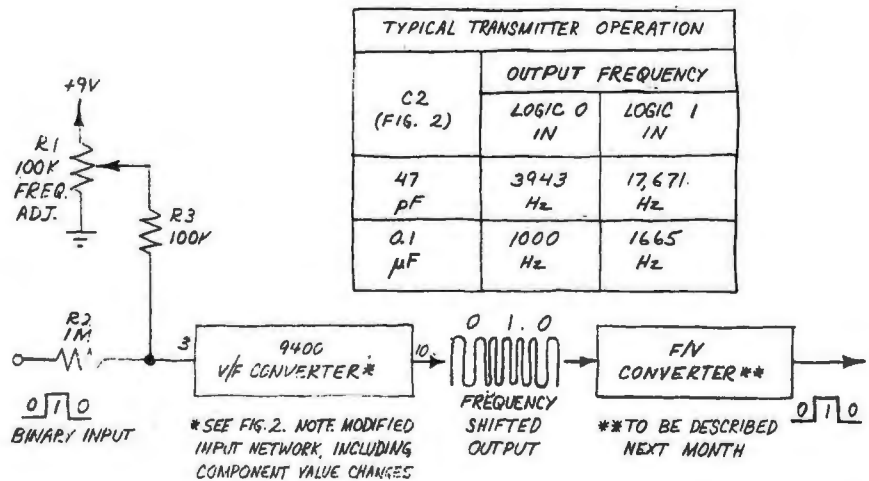 TYPICAL TRANSMITTER OPERATION
C2
(FIG. 2)
OUTPUT FREQUENCY
LOGIC 0
IN
LOGIC 1
IN
47
pF
3943
Hz
17,671
Hz
0.1
µF
1000
Hz
1665
Hz
+9V
R1
100K
FREQ.
ADJ.
R3
100K
R2
1M
3
9400
V/F CONVERTER*
10
0 1 0
F/V
CONVERTER**
0 1 0
BINARY INPUT
*SEE FIG. 2. NOTE MODIFIED
INPUT NETWORK, INCLUDING
COMPONENT VALUE CHANGES
FREQUENCY
SHIFTED
OUTPUT
**TO BE DESCRIBED
NEXT MONTH
0 1 0